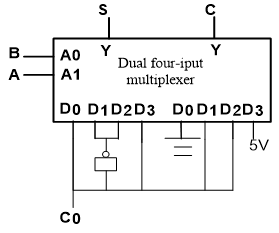 S C
Y Y
B A0
A A1
Dual four-iput
multiplexer
D0 D1 D2 D3 D0 D1 D2 D3
5V
C0